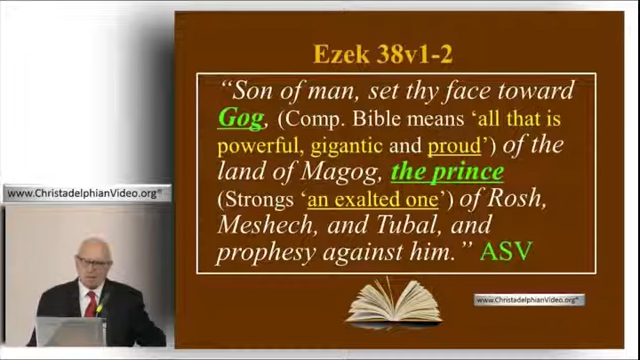 Ezek 38v1-2
“Son of man, set thy face toward
Gog, (Comp. Bible means ‘all that is
powerful, gigantic and proud’) of the
land of Magog, the prince
(Strongs ‘an exalted one’) of Rosh,
Meshech, and Tubal, and
prophesy against him.” ASV
www.ChristadelphianVideo.org®
www.ChristadelphianVideo.org®